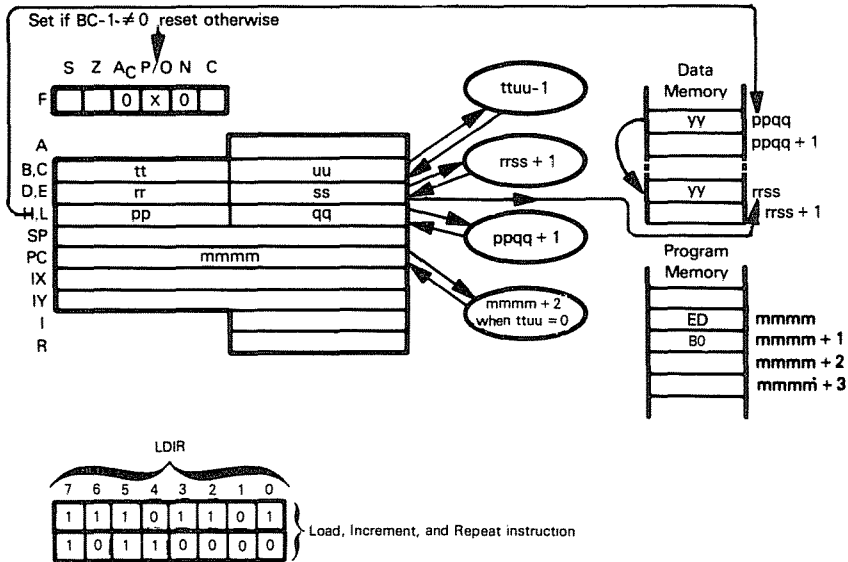 Set if BC-1≠0 reset otherwise
S Z AC P/O N C
F 0 X 0
A
B,C tt uu
D,E rr ss
H,L pp qq
SP
PC mmmm
IX
IY
I
R
ttuu-1
rrss + 1
ppqq + 1
mmmm + 2
when ttuu = 0
Data
Memory
yy ppqq
ppqq + 1
yy rrss
rrss + 1
Program
Memory
ED mmmm
B0 mmmm + 1
mmmm + 2
mmmm + 3
LDIR
7 6 5 4 3 2 1 0
1 1 1 0 1 1 0 1
1 0 1 1 0 0 0 0
Load, Increment, and Repeat instruction